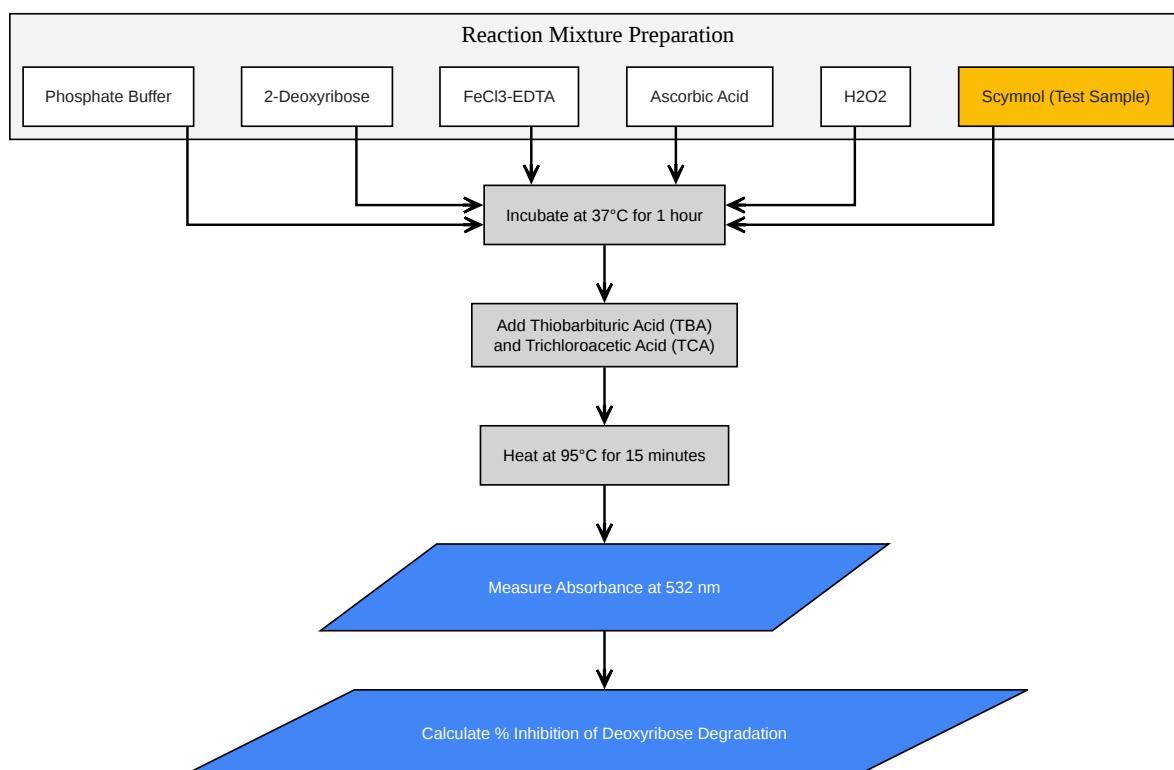 Reaction Mixture Preparation
Phosphate Buffer
2-Deoxyribose
FeCl3-EDTA
Ascorbic Acid
H2O2
Scymnol (Test Sample)
Incubate at 37°C for 1 hour
Add Thiobarbituric Acid (TBA)
and Trichloroacetic Acid (TCA)
Heat at 95°C for 15 minutes
Measure Absorbance at 532 nm
Calculate % Inhibition of Deoxyribose Degradation